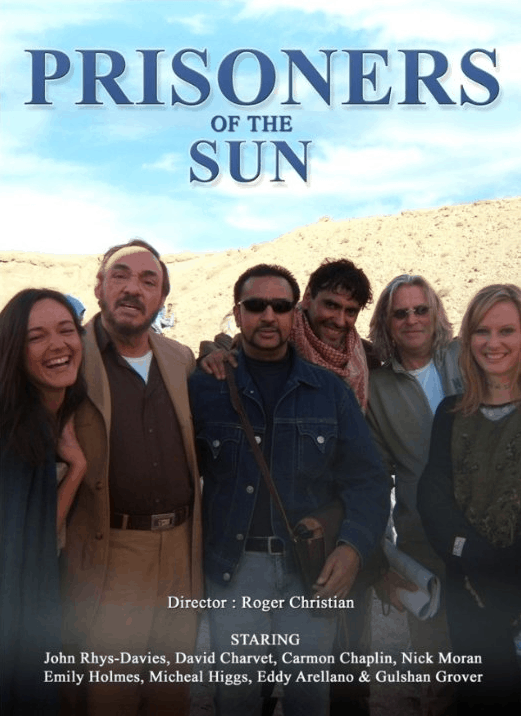 PRISONERS
OF THE
SUN
Director : Roger Christian
STARING
John Rhys-Davies, David Charvet, Carmon Chaplin, Nick Moran
Emily Holmes, Micheal Higgs, Eddy Arellano & Gulshan Grover